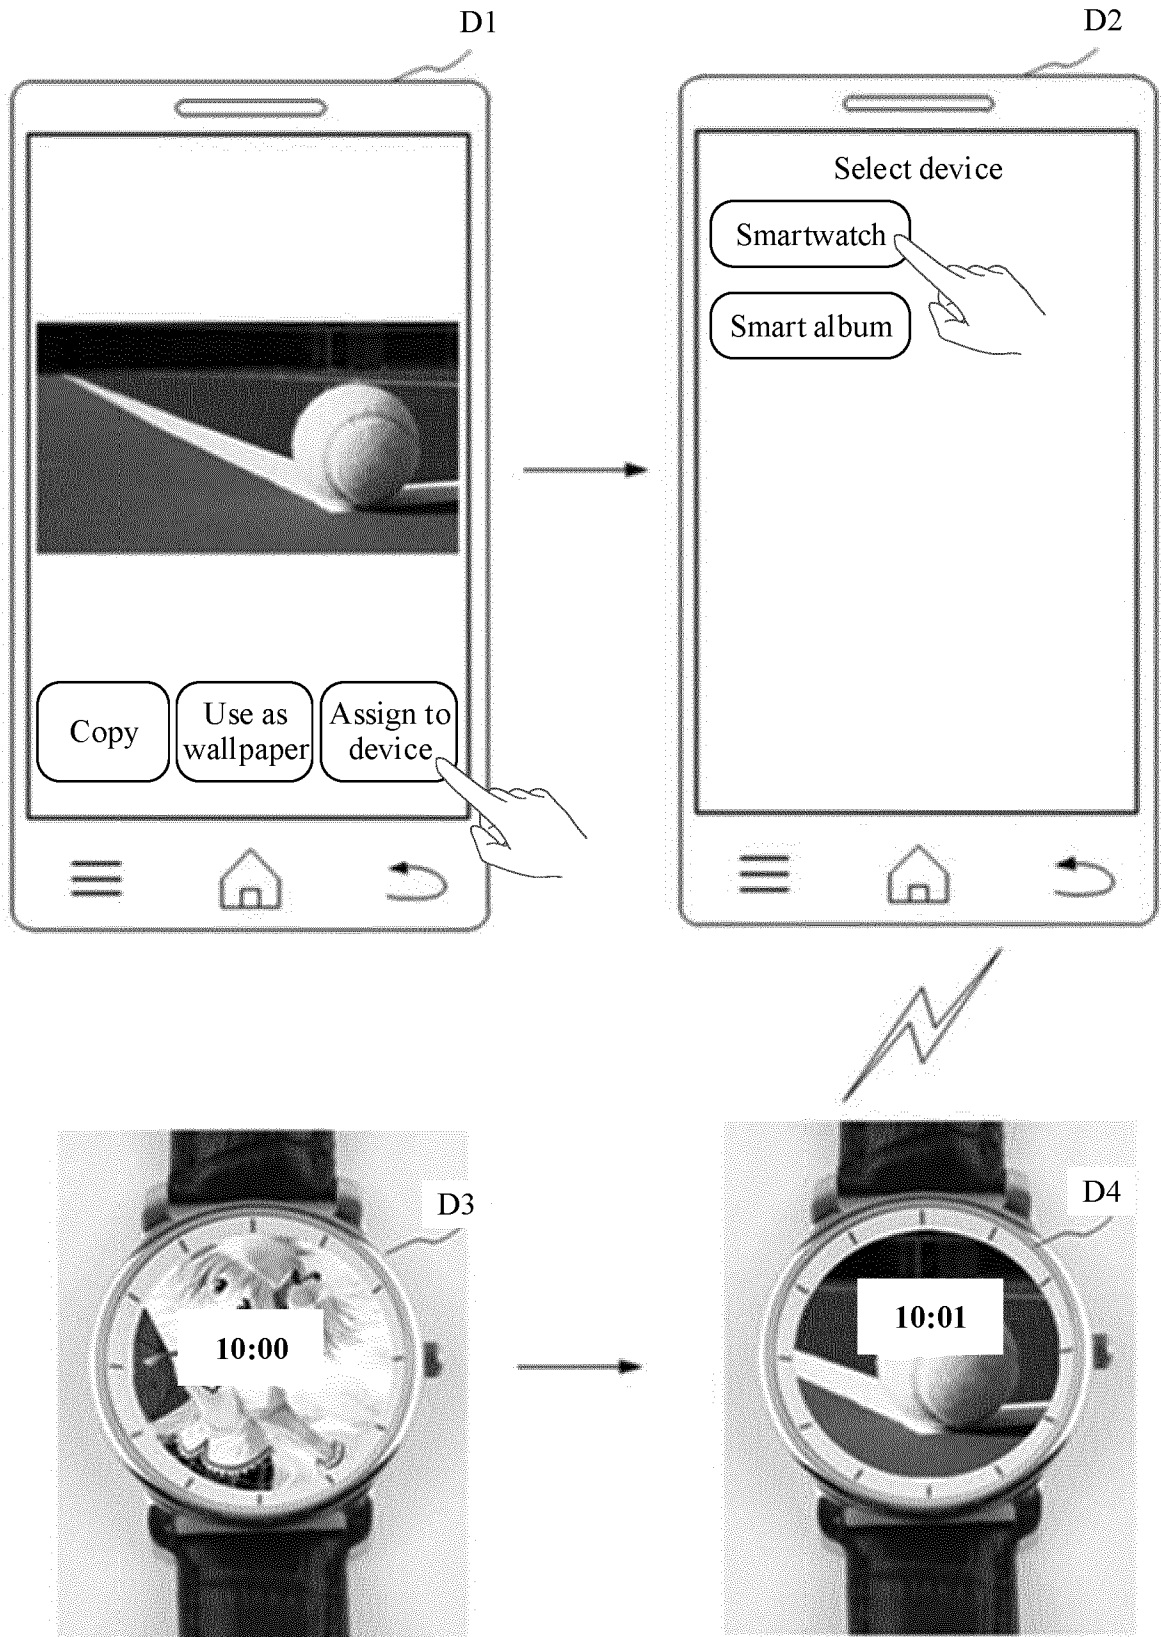 D1
D2
Select device
Smartwatch
Smart album
Copy
Use as
wallpaper
Assign to
device
D3
D4
10:00
10:01